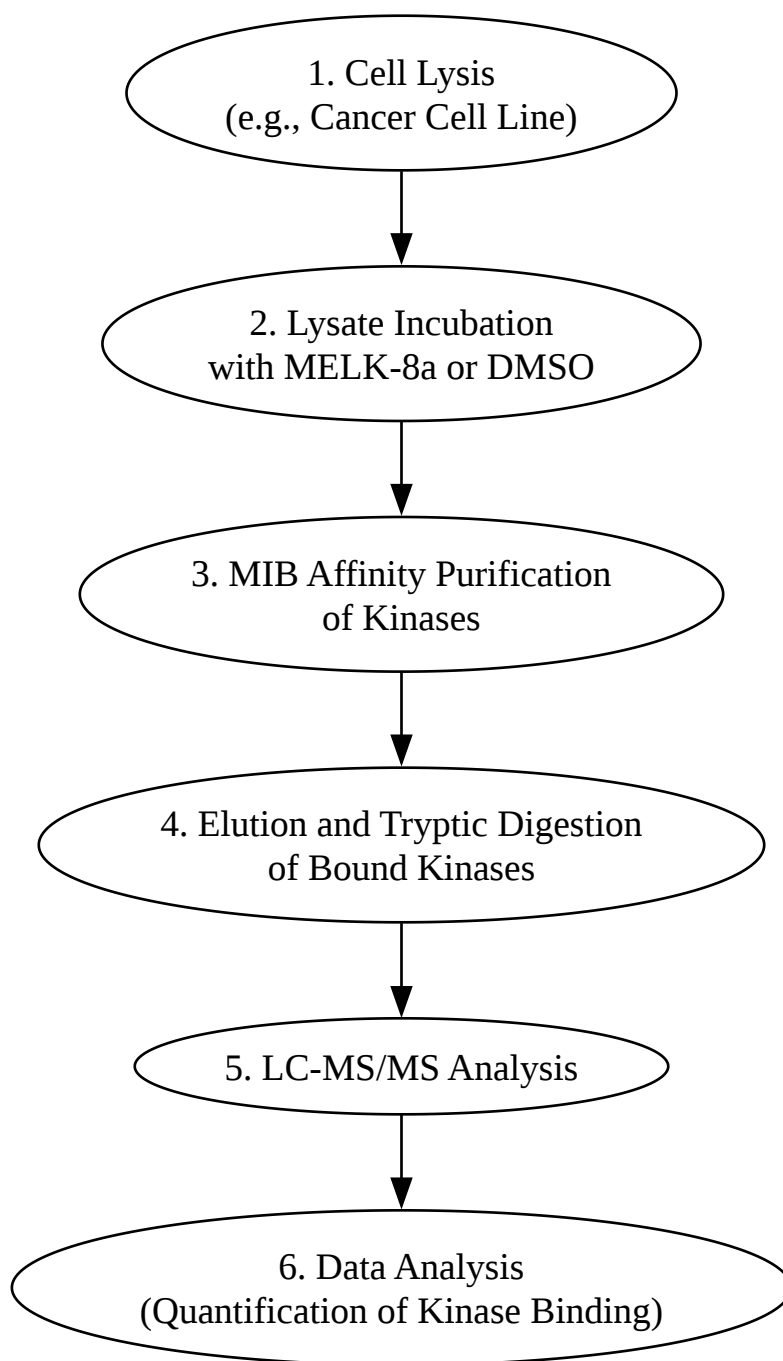 1. Cell Lysis
(e.g., Cancer Cell Line)
2. Lysate Incubation
with MELK-8a or DMSO
3. MIB Affinity Purification
of Kinases
4. Elution and Tryptic Digestion
of Bound Kinases
5. LC-MS/MS Analysis
6. Data Analysis
(Quantification of Kinase Binding)